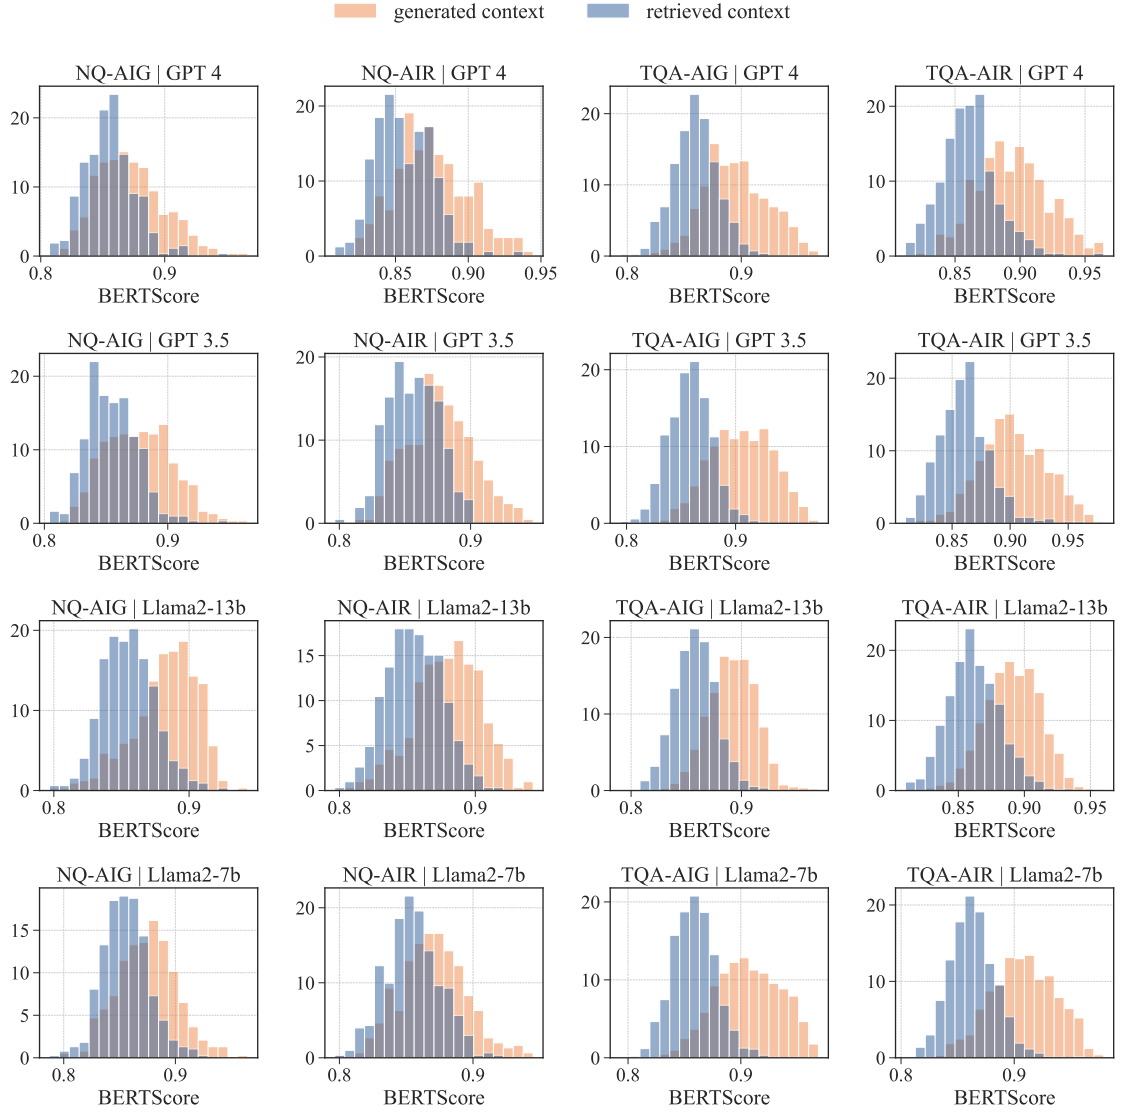 generated context retrieved context
NQ-AIG | GPT 4 NQ-AIR | GPT 4 TQA-AIG | GPT 4 TQA-AIR | GPT 4
20 20 20 20
10 10 10 10
0 0 0 0
0.8 0.9 0.85 0.90 0.95 0.8 0.9 0.85 0.90 0.95
BERTScore BERTScore BERTScore BERTScore
NQ-AIG | GPT 3.5 NQ-AIR | GPT 3.5 TQA-AIG | GPT 3.5 TQA-AIR | GPT 3.5
20 20 20 20
10 10 10 10
0 0 0 0
0.8 0.9 0.8 0.9 0.8 0.9 0.85 0.90 0.95
BERTScore BERTScore BERTScore BERTScore
NQ-AIG | Llama2-13b NQ-AIR | Llama2-13b TQA-AIG | Llama2-13b TQA-AIR | Llama2-13b
20 15 20 20
10 10 10 10
5
0 0 0 0
0.8 0.9 0.8 0.9 0.8 0.9 0.85 0.90 0.95
BERTScore BERTScore BERTScore BERTScore
NQ-AIG | Llama2-7b NQ-AIR | Llama2-7b TQA-AIG | Llama2-7b TQA-AIR | Llama2-7b
15 20 20 20
10 10 10 10
5
0 0 0 0
0.8 0.9 0.8 0.9 0.8 0.9 0.8 0.9
BERTScore BERTScore BERTScore BERTScore